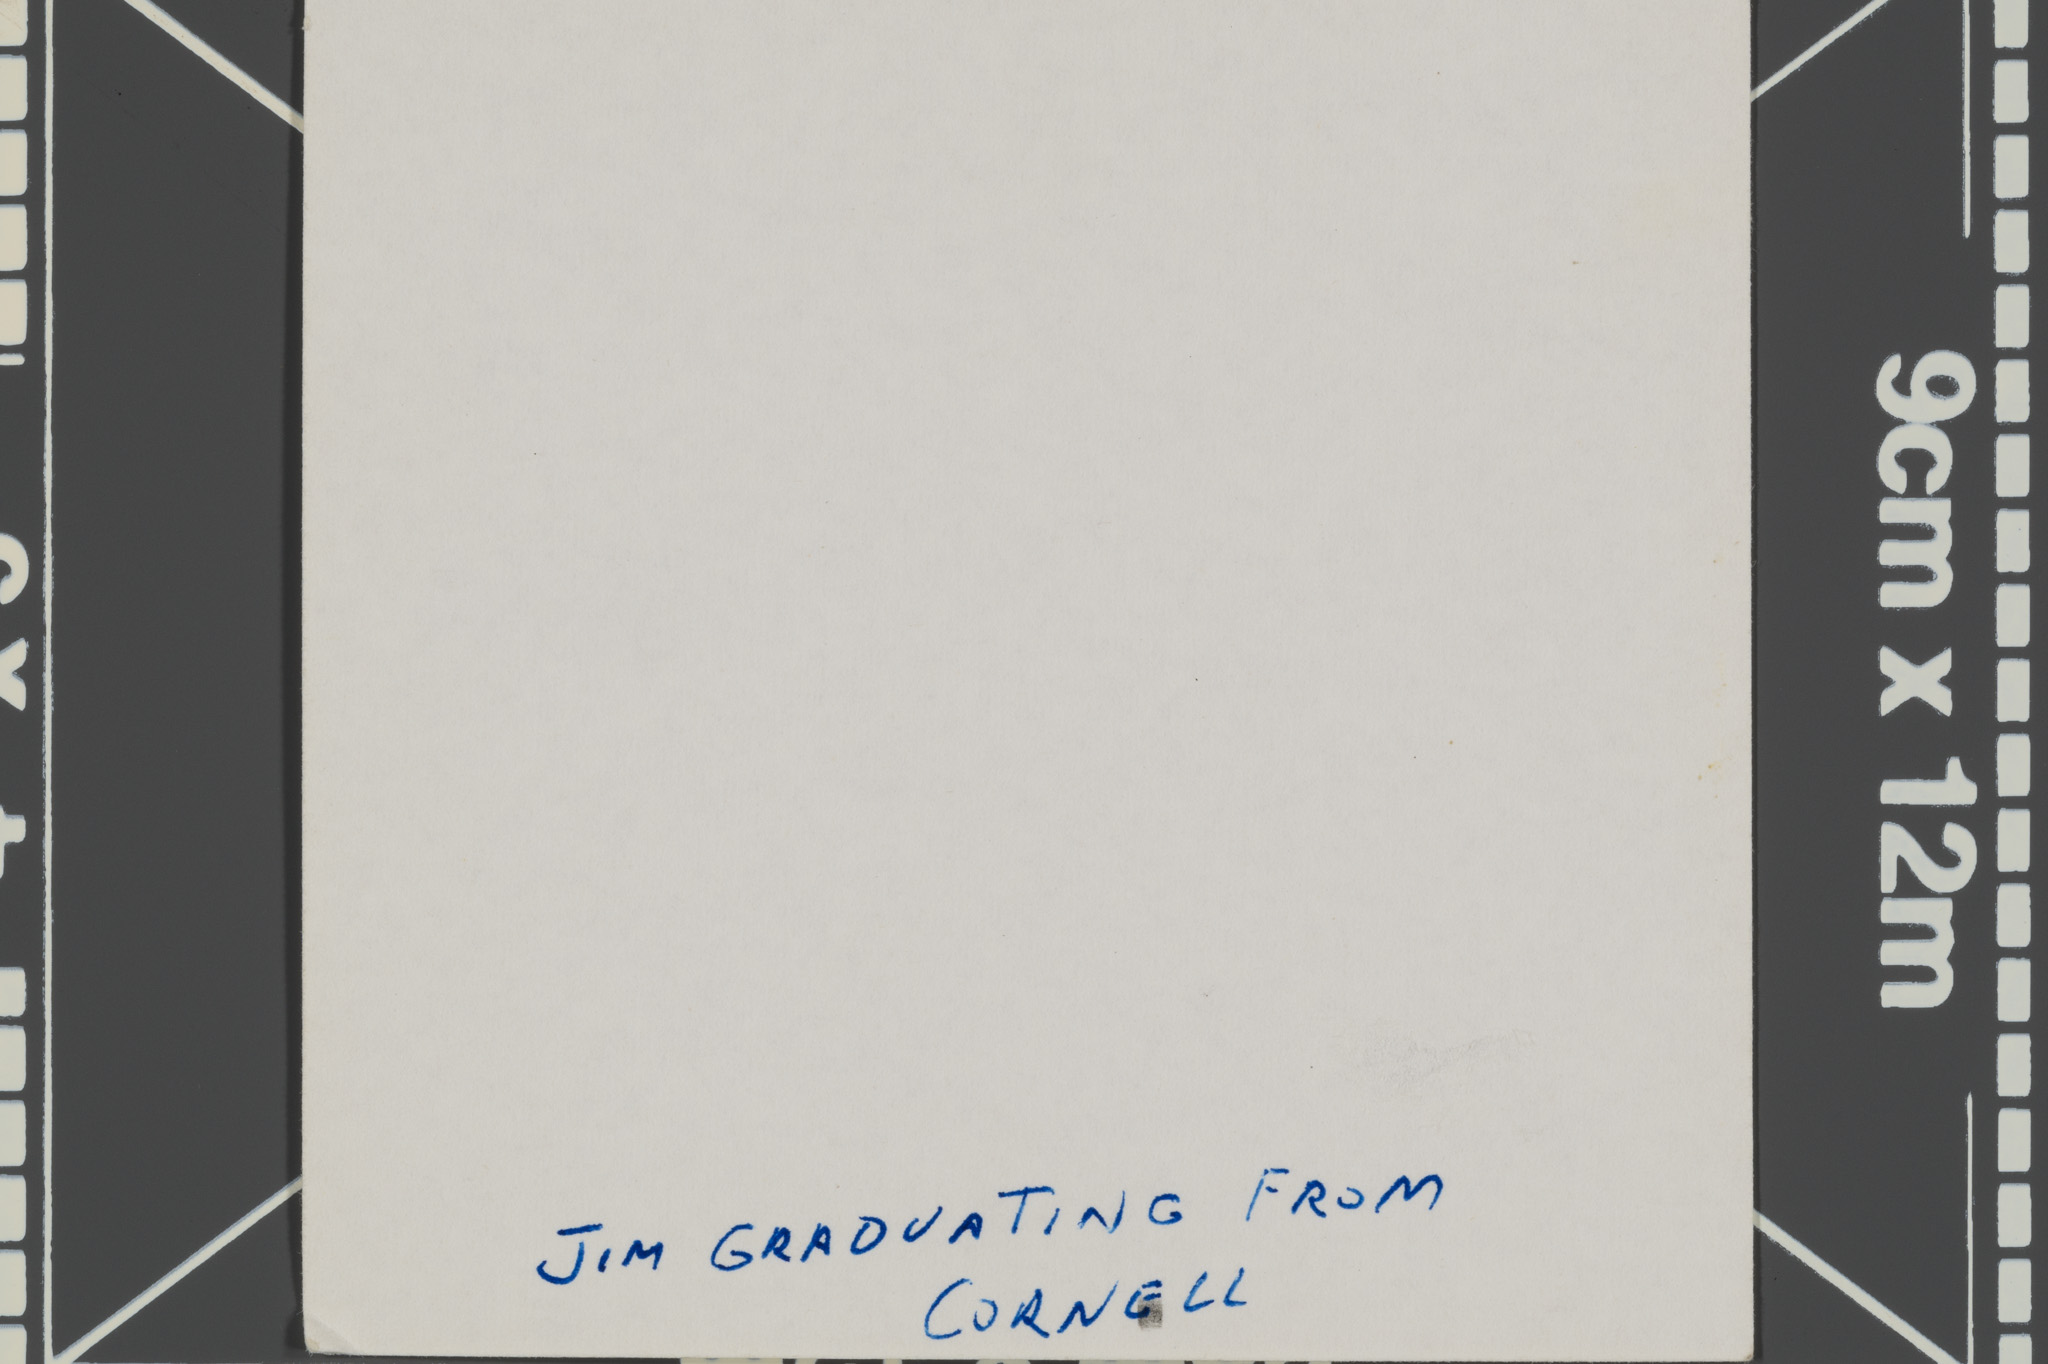 JIM GRADUATING FROM
CORNELL
9cm x 12m